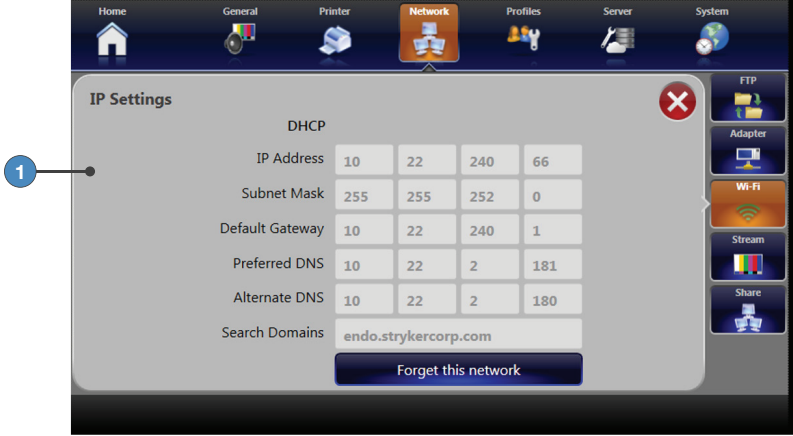 Home General Printer Network Profiles Server System
IP Settings
FTP
DHCP
Adapter
1
IP Address 10 22 240 66
Subnet Mask 255 255 252 0
Wi-Fi
Default Gateway 10 22 240 1
Stream
Preferred DNS 10 22 2 181
Alternate DNS 10 22 2 180
Share
Search Domains endo.strykercorp.com
Forget this network